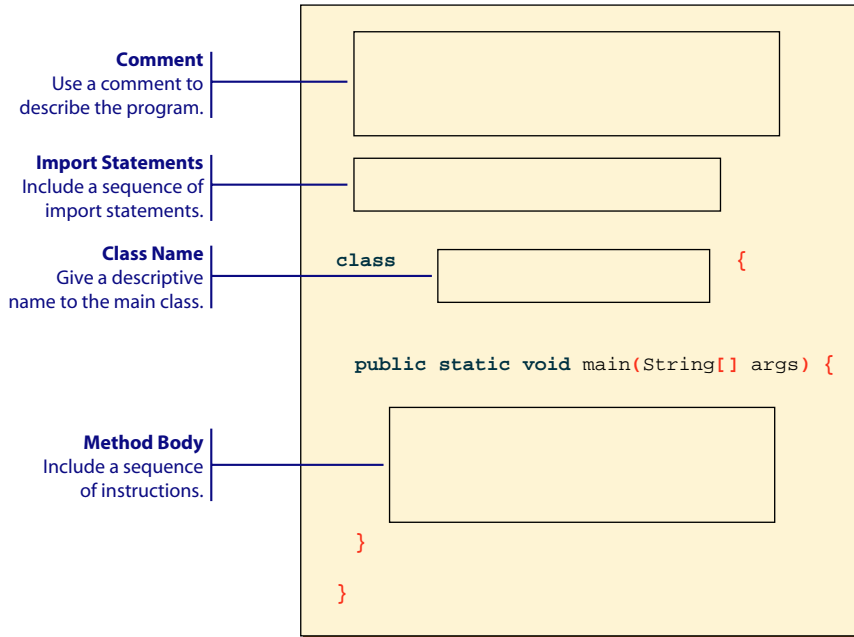 Comment
Use a comment to
describe the program.
Import Statements
Include a sequence of
import statements.
Class Name
Give a descriptive
name to the main class.
class {
public static void main(String[] args) {
Method Body
Include a sequence
of instructions.
}
}